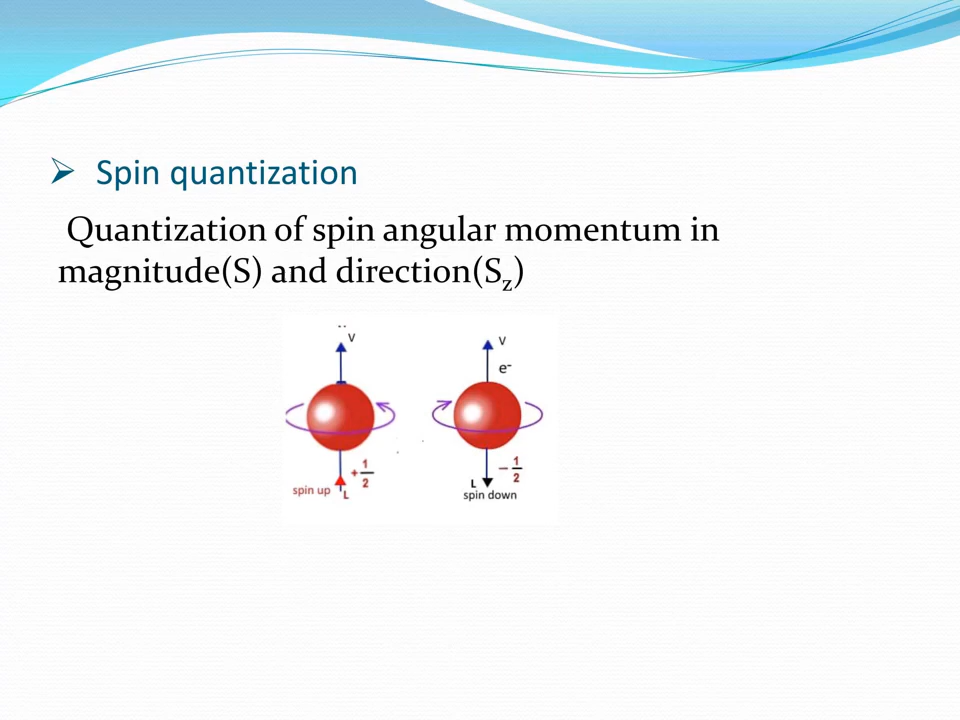 Spin quantization
Quantization of spin angular momentum in
magnitude(S) and direction(Sz)
V
V
e-
+ 1/2
- 1/2
spin up L
L
spin down